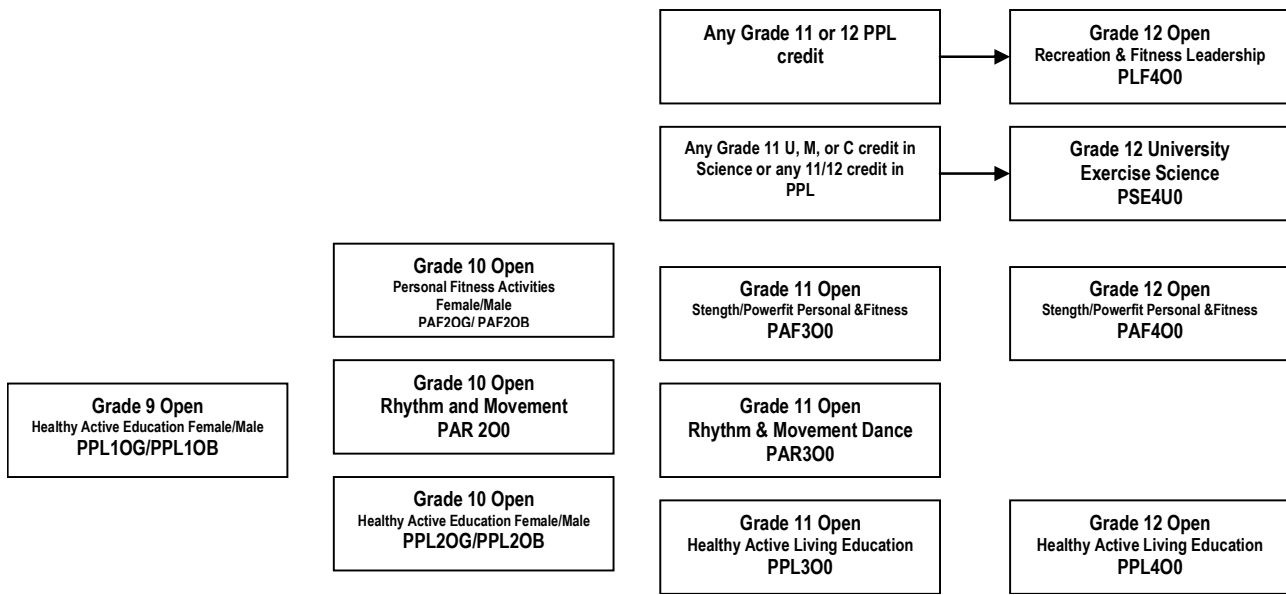 Any Grade 11 or 12 PPL
credit
Grade 12 Open
Recreation & Fitness Leadership
PLF4O0
Any Grade 11 U, M, or C credit in
Science or any 11/12 credit in
PPL
Grade 12 University
Exercise Science
PSE4U0
Grade 10 Open
Personal Fitness Activities
Female/Male
PAF2OG/ PAF2OB
Grade 11 Open
Stength/Powerfit Personal &Fitness
PAF3O0
Grade 12 Open
Stength/Powerfit Personal &Fitness
PAF4O0
Grade 9 Open
Healthy Active Education Female/Male
PPL1OG/PPL1OB
Grade 10 Open
Rhythm and Movement
PAR 2O0
Grade 11 Open
Rhythm & Movement Dance
PAR3O0
Grade 10 Open
Healthy Active Education Female/Male
PPL2OG/PPL2OB
Grade 11 Open
Healthy Active Living Education
PPL3O0
Grade 12 Open
Healthy Active Living Education
PPL4O0